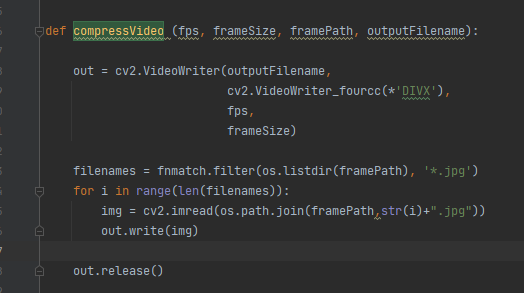 def compressVideo (fps, frameSize, framePath, outputFilename):
out = cv2.VideoWriter(outputFilename,
cv2.VideoWriter_fourcc(*'DIVX'),
fps,
frameSize)
filenames = fnmatch.filter(os.listdir(framePath), '*.jpg')
for i in range(len(filenames)):
img = cv2.imread(os.path.join(framePath,str(i)+".jpg"))
out.write(img)
out.release()